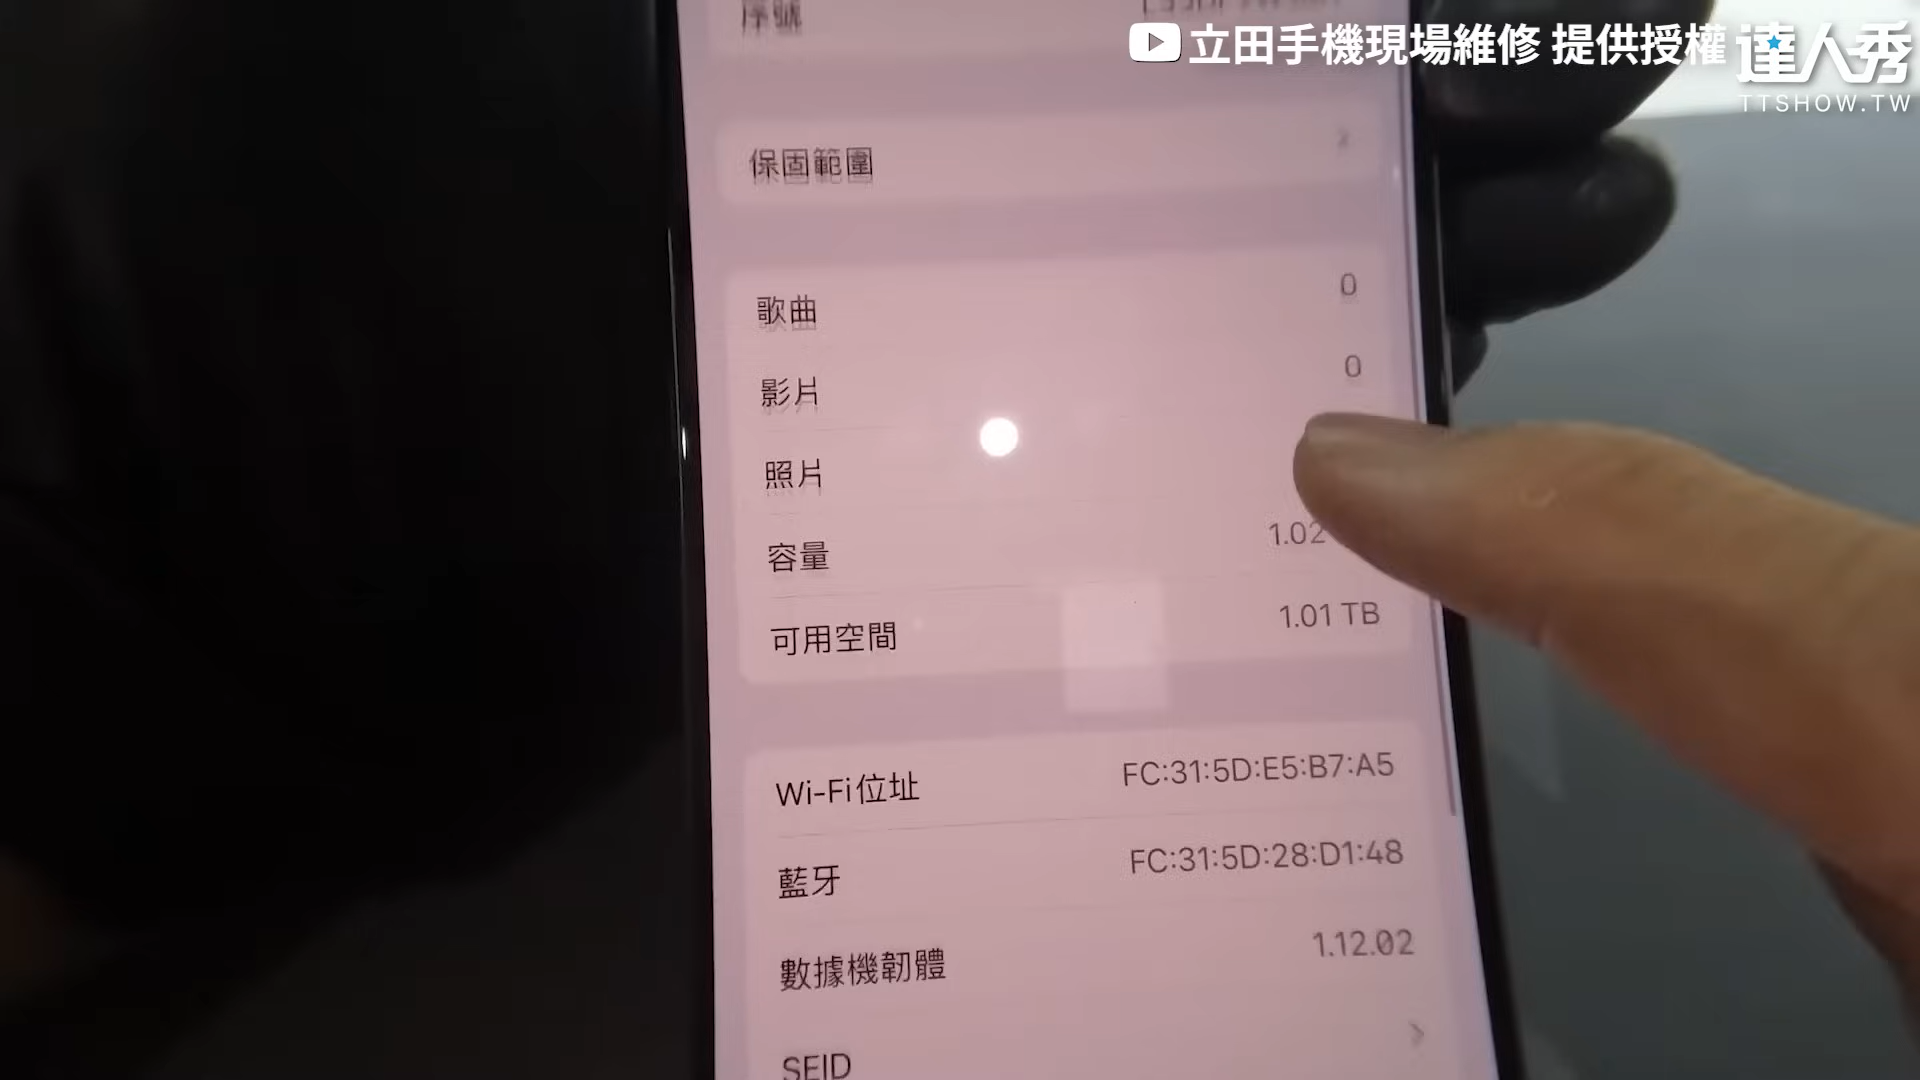 立田手機現場維修 提供授權 達人秀
TTSHOW.TW
序號
保固範圍
歌曲 0
影片 0
照片
容量 1.02
可用空間 1.01 TB
Wi-Fi位址 FC:31:5D:E5:B7:A5
藍牙 FC:31:5D:28:D1:48
數據機韌體 1.12.02
SEID